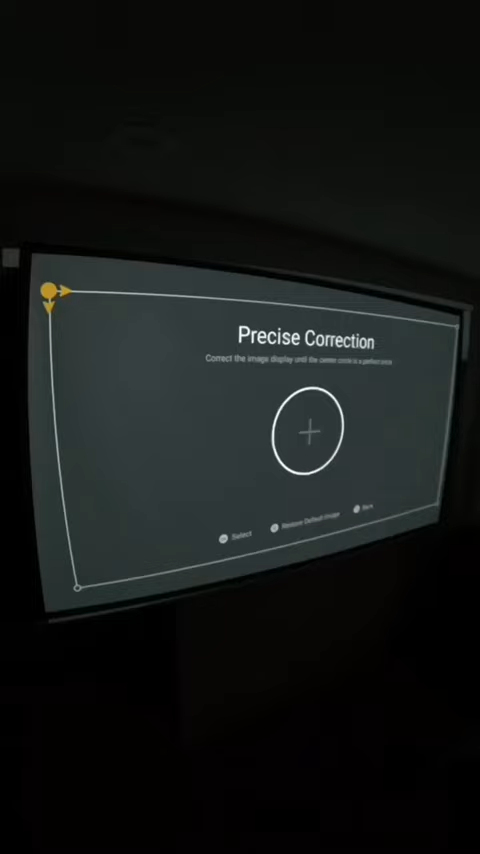 Precise Correction
Correct the image display until the center circle is a perfect circle
Select
Restore Default Image